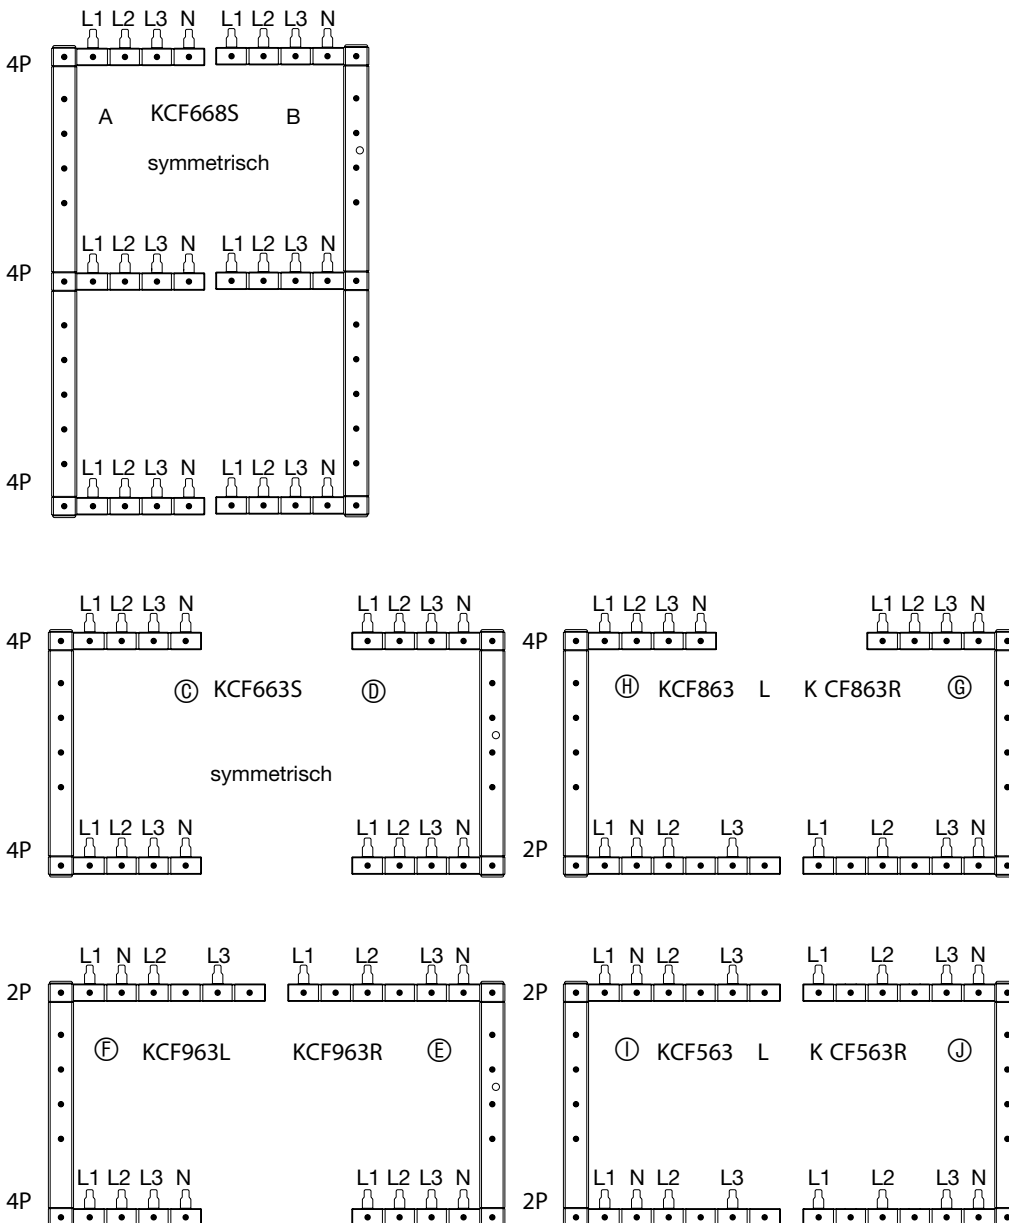 L1 L2 L3 N L1 L2 L3 N
4P
A KCF668S B
symmetrisch
L1 L2 L3 N L1 L2 L3 N
4P
L1 L2 L3 N L1 L2 L3 N
4P
L1 L2 L3 N L1 L2 L3 N
4P
Ⓒ KCF663S Ⓓ
symmetrisch
L1 L2 L3 N L1 L2 L3 N
4P
L1 L2 L3 N L1 L2 L3 N
4P
Ⓗ KCF863 L K CF863R Ⓖ
L1 N L2 L3 L1 L2 L3 N
2P
L1 N L2 L3 L1 L2 L3 N
2P
Ⓕ KCF963L KCF963R Ⓔ
L1 L2 L3 N L1 L2 L3 N
4P
L1 N L2 L3 L1 L2 L3 N
2P
Ⓘ KCF563 L K CF563R Ⓙ
L1 N L2 L3 L1 L2 L3 N
2P